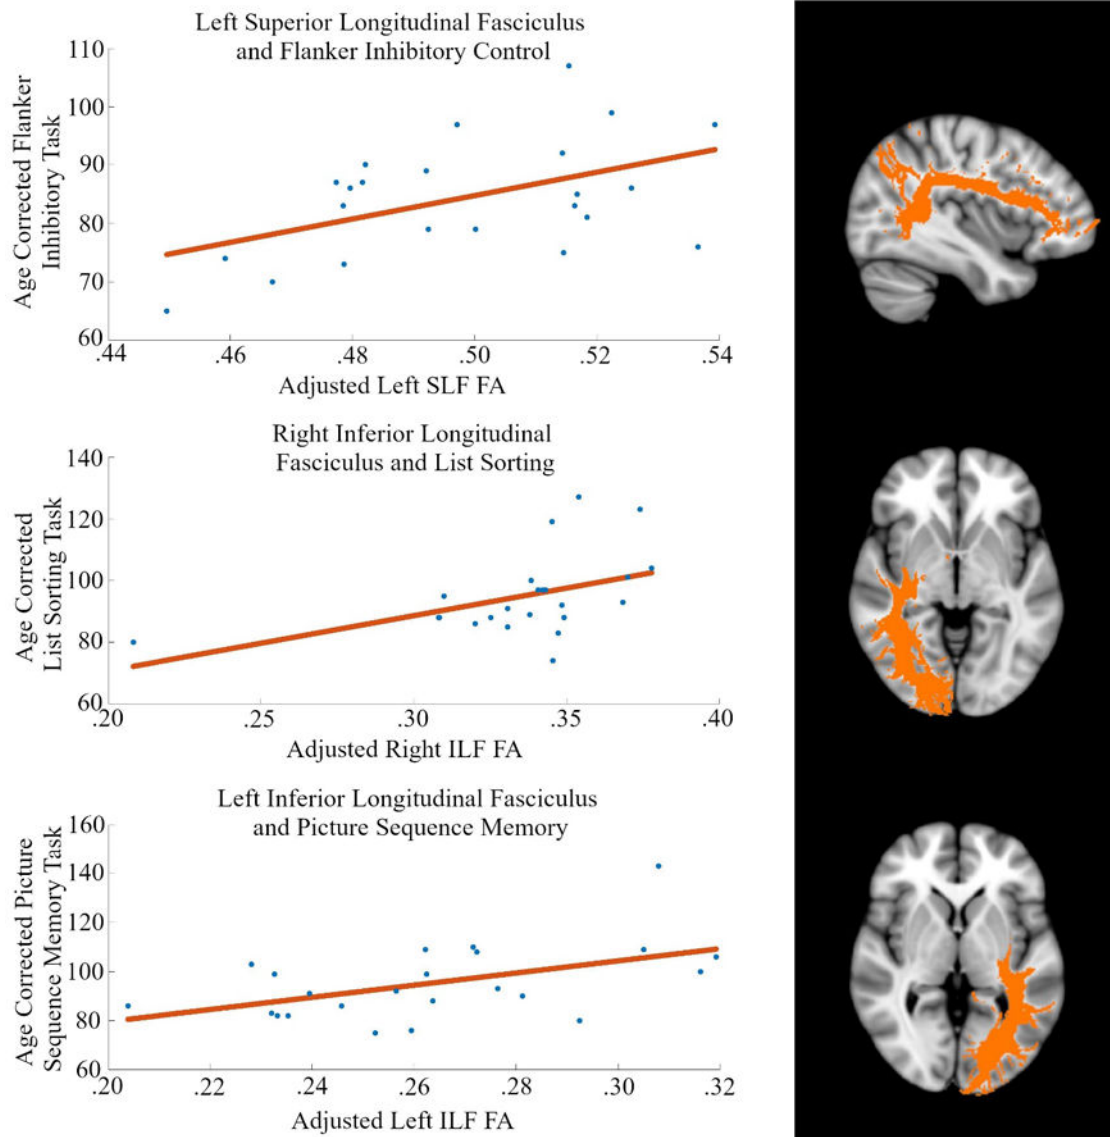 Left Superior Longitudinal Fasciculus
and Flanker Inhibitory Control
110
100
90
80
70
60
Age Corrected Flanker
Inhibitory Task
.44
.46
.48
.50
.52
.54
Adjusted Left SLF FA
Right Inferior Longitudinal
Fasciculus and List Sorting
140
120
100
80
60
Age Corrected
List Sorting Task
.20
.25
.30
.35
.40
Adjusted Right ILF FA
Left Inferior Longitudinal Fasciculus
and Picture Sequence Memory
160
140
120
100
80
60
Age Corrected Picture
Sequence Memory Task
.20
.22
.24
.26
.28
.30
.32
Adjusted Left ILF FA